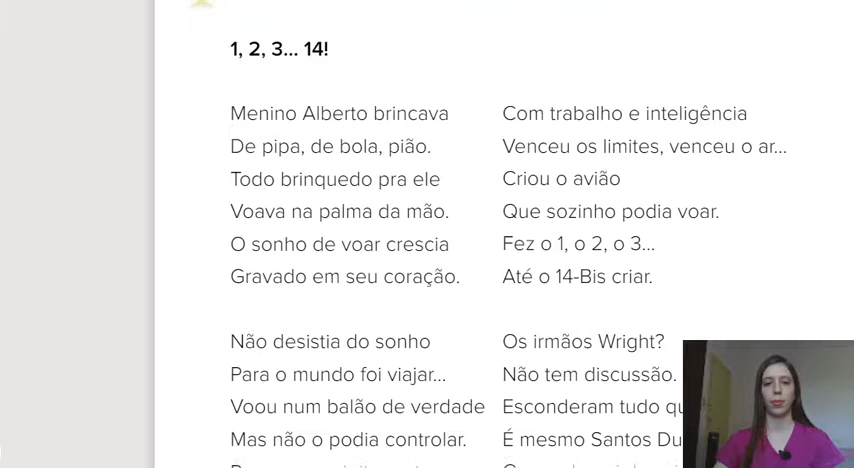 1, 2, 3... 14!
Menino Alberto brincava
De pipa, de bola, pião.
Todo brinquedo pra ele
Voava na palma da mão.
O sonho de voar crescia
Gravado em seu coração.
Não desistia do sonho
Para o mundo foi viajar...
Voou num balão de verdade
Mas não o podia controlar.
Com trabalho e inteligência
Venceu os limites, venceu o ar...
Criou o avião
Que sozinho podia voar.
Fez o 1, o 2, o 3...
Até o 14-Bis criar.
Os irmãos Wright?
Não tem discussão.
Esconderam tudo
É mesmo Santos